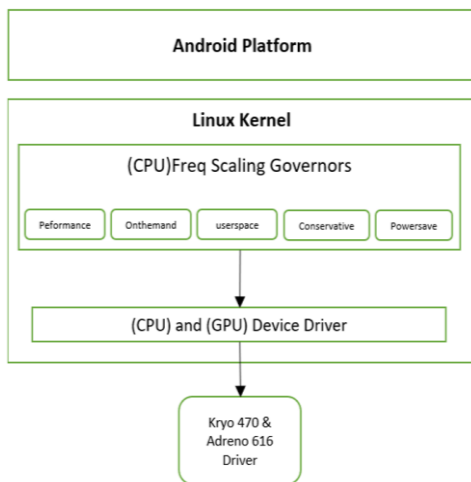 Android Platform
Linux Kernel
(CPU)Freq Scaling Governors
Peformance
Onthemand
userspace
Conservative
Powersave
(CPU) and (GPU) Device Driver
Kryo 470 &
Adreno 616
Driver